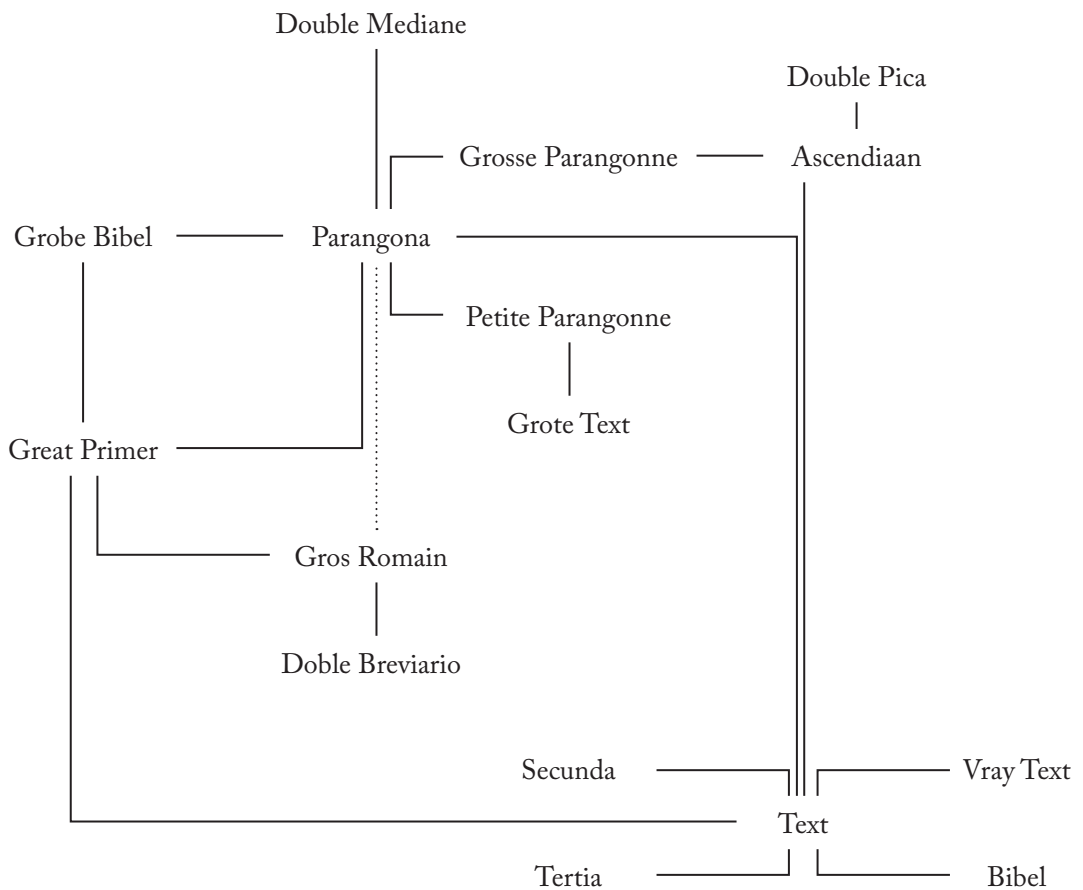 Double Mediane
Double Pica
Grosse Parangonne
Ascendiaan
Grobe Bibel
Parangona
Petite Parangonne
Grote Text
Great Primer
Gros Romain
Doble Breviario
Secunda
Vray Text
Text
Tertia
Bibel